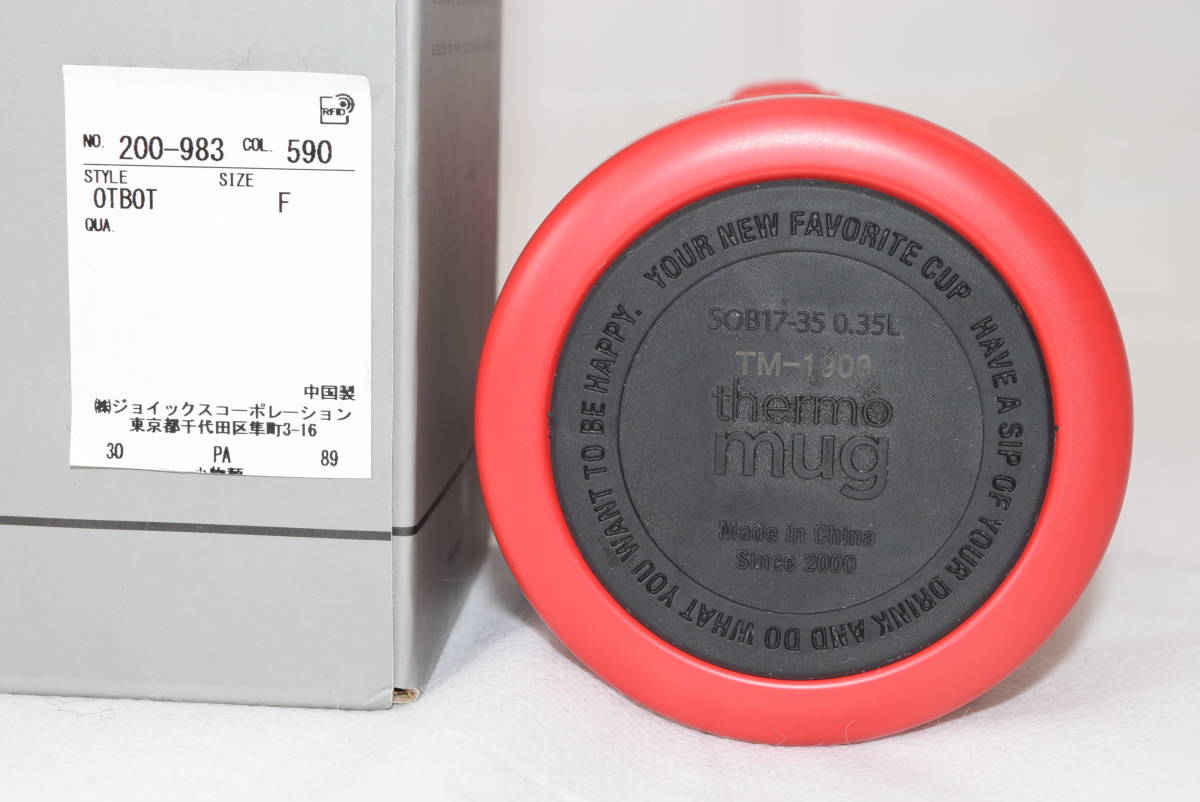 RFID
NO. 200-983 COL. 590
STYLE SIZE
OTBOT F
QUA.
中国製
㈱ジョイックスコーポレーション
東京都千代田区隼町3-16
30 PA 89
YOUR NEW FAVORITE CUP HAVE A SIP OF YOUR DRINK AND DO WHAT YOU WANT TO BE HAPPY.
SOB17-35 0.35L
TM-1909
thermo
mug
Made in China
Since 2000